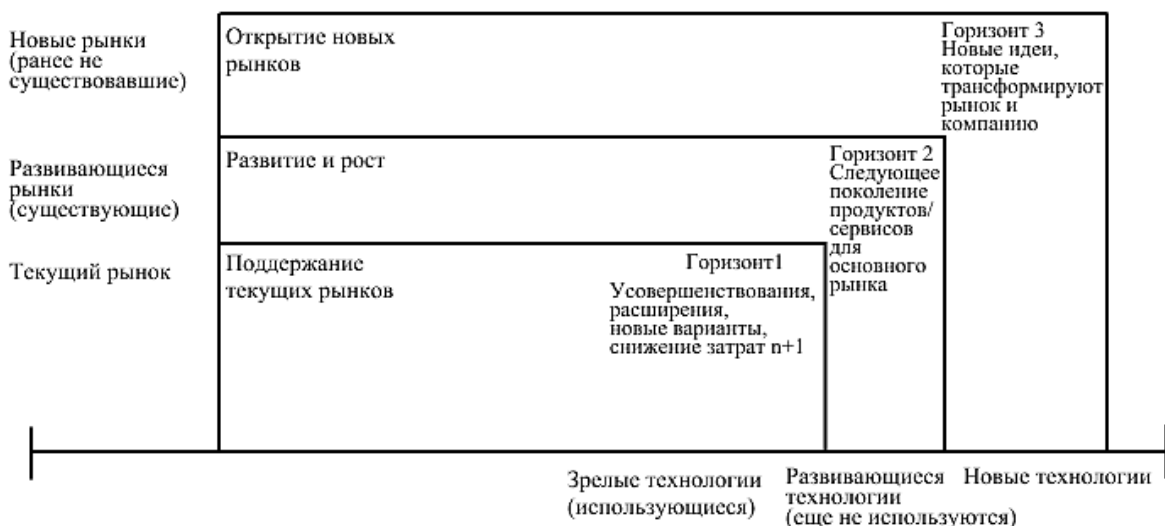 Новые рынки
(ранее не
существовавшие)
Открытие новых
рынков
Горизонт 3
Новые идеи,
которые
трансформируют
рынок и
компанию
Развивающиеся
рынки
(существующие)
Развитие и рост
Горизонт 2
Следующее
поколение
продуктов/
сервисов
для
основного
рынка
Текущий рынок
Поддержание
текущих рынков
Горизонт1
Усовершенствования,
расширения,
новые варианты,
снижение затрат n+1
Зрелые технологии
(использующиеся)
Развивающиеся
технологии
(еще не используются)
Новые технологии